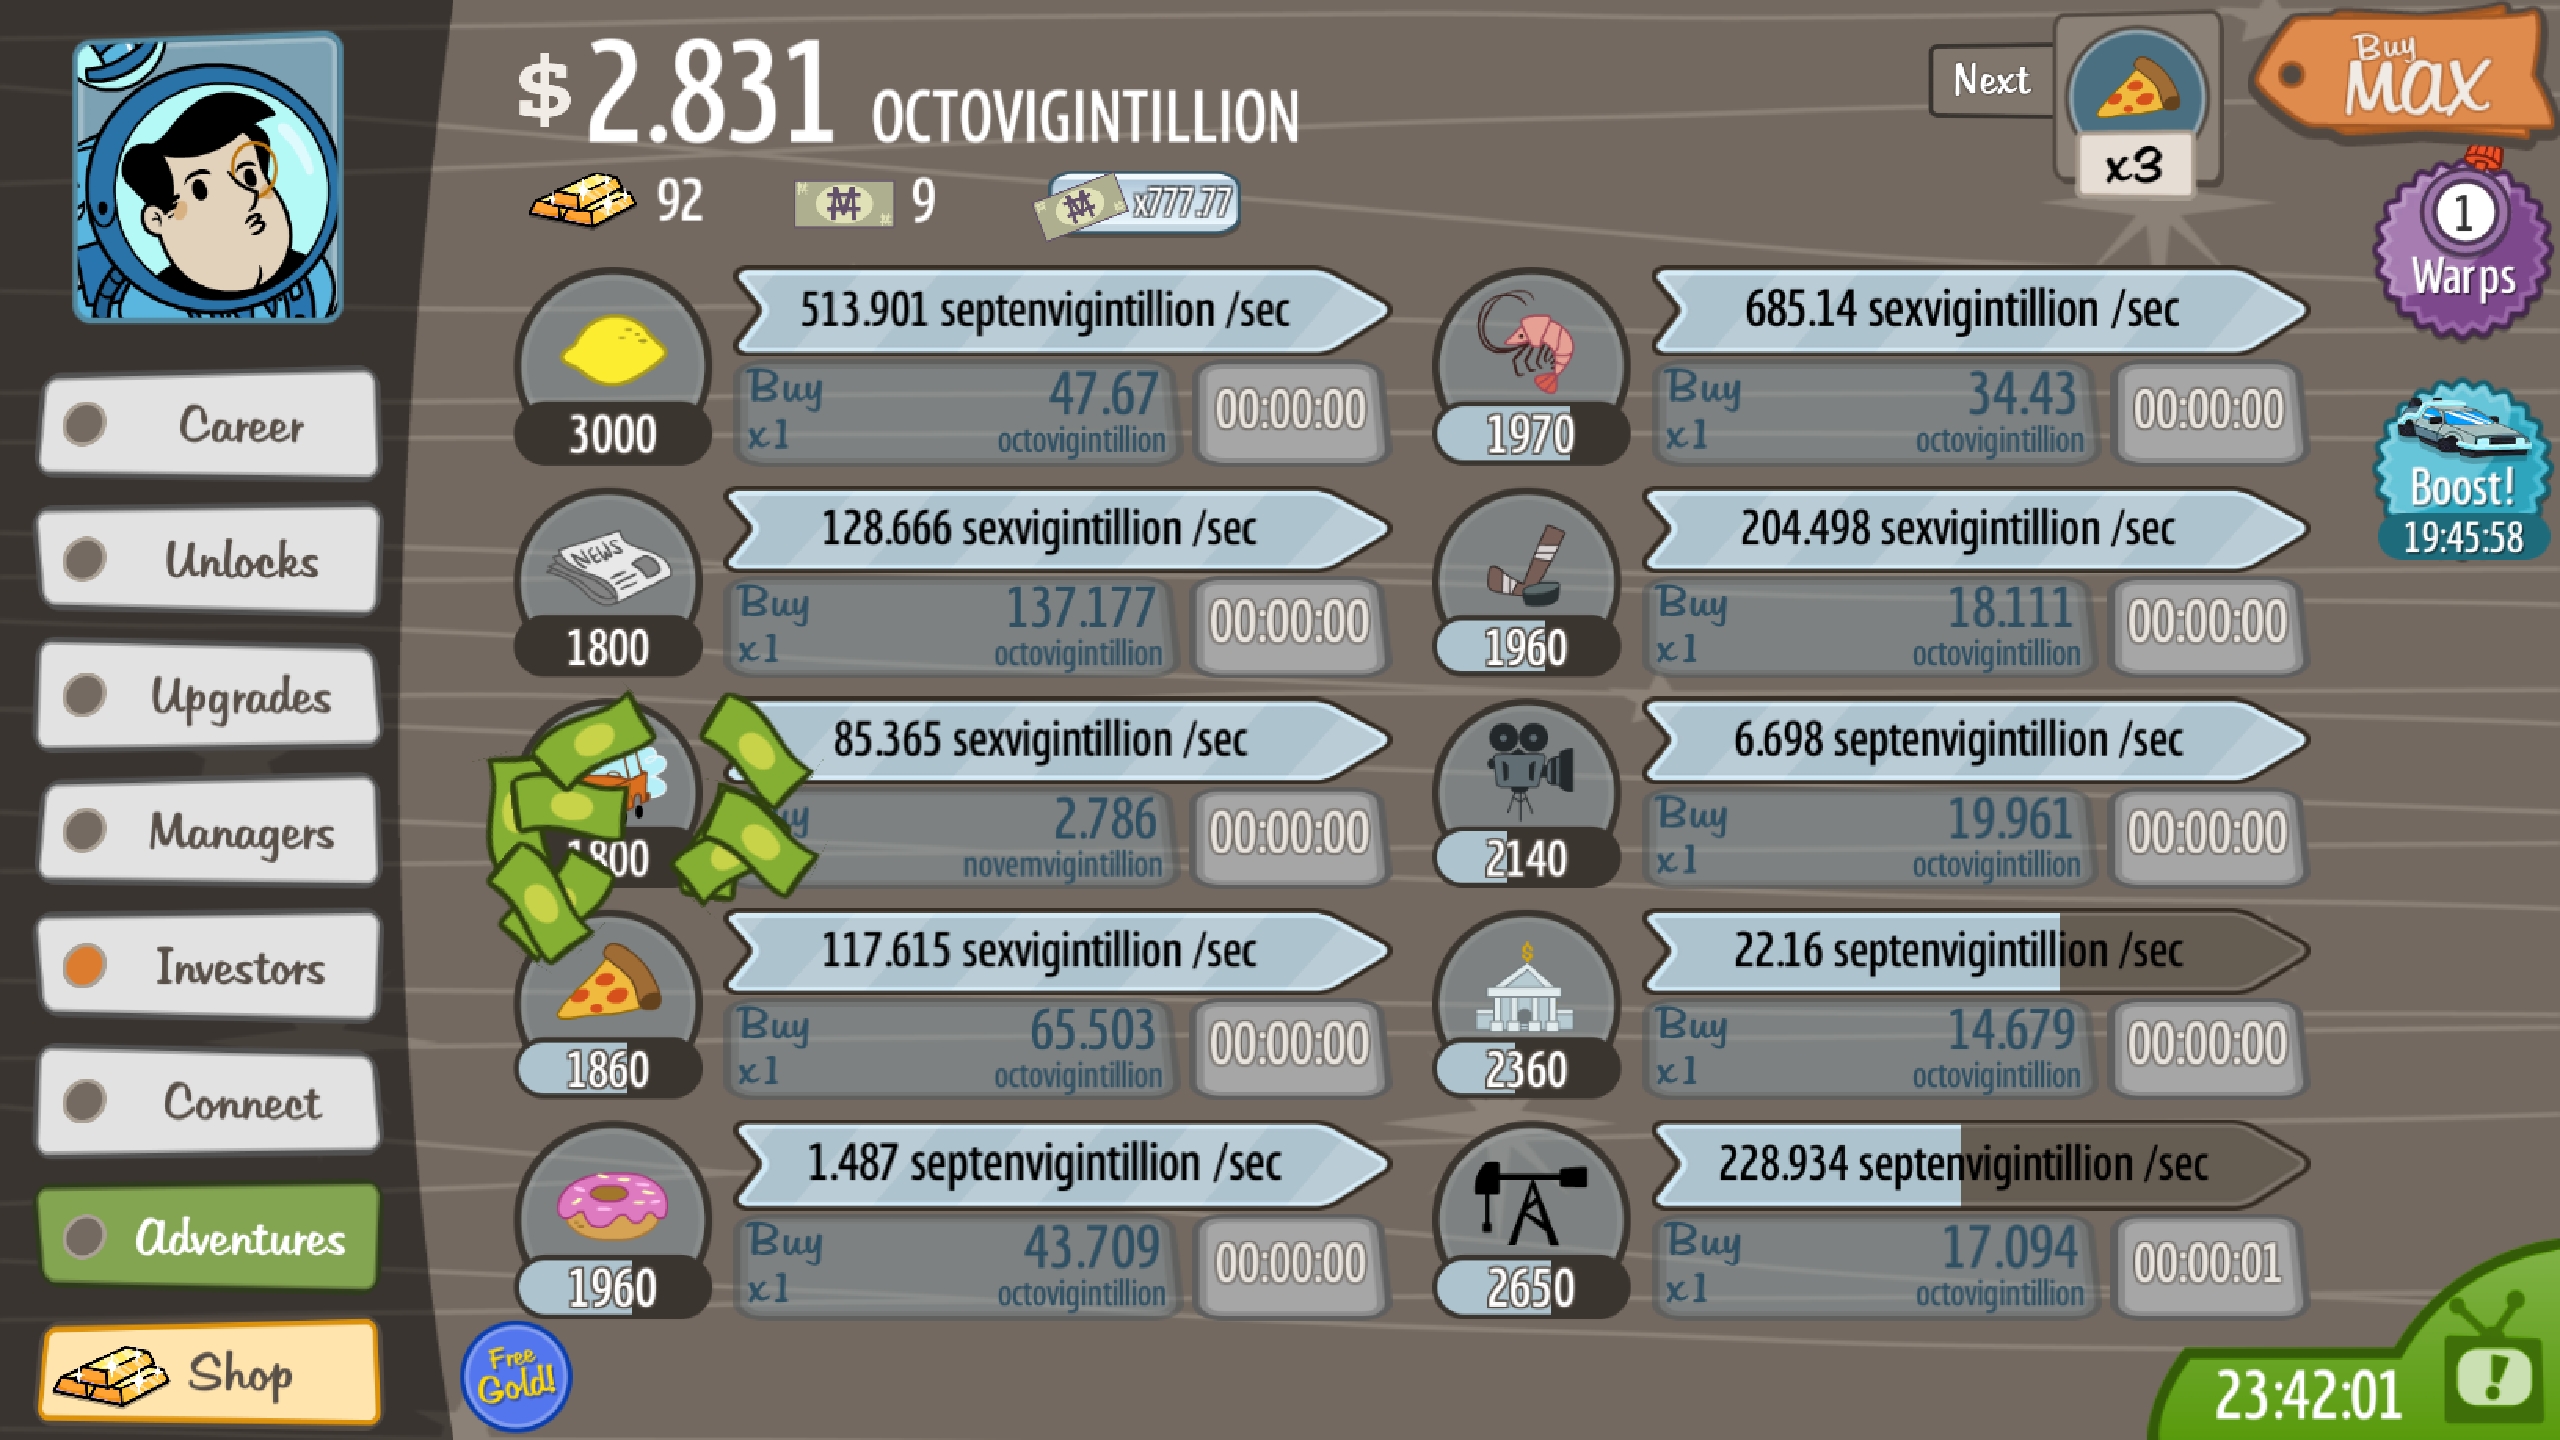 $2.831 OCTOVIGINTILLION
92 9 x777.77
Next
x3
Buy
MAX
1
Warps
Boost!
19:45:58
Career
Unlocks
Upgrades
Managers
Investors
Connect
Adventures
Shop
513.901 septenvigintillion /sec
3000
Buy x1
47.67
octovigintillion
00:00:00
NEWS
128.666 sexvigintillion /sec
1800
Buy x1
137.177
octovigintillion
00:00:00
85.365 sexvigintillion /sec
1800
2.786
novemvigintillion
00:00:00
117.615 sexvigintillion /sec
1860
Buy x1
65.503
octovigintillion
00:00:00
1.487 septenvigintillion /sec
1960
Buy x1
43.709
octovigintillion
00:00:00
685.14 sexvigintillion /sec
1970
Buy x1
34.43
octovigintillion
00:00:00
204.498 sexvigintillion /sec
1960
Buy x1
18.111
octovigintillion
00:00:00
6.698 septenvigintillion /sec
2140
Buy x1
19.961
octovigintillion
00:00:00
22.16 septenvigintillion /sec
2360
Buy x1
14.679
octovigintillion
00:00:00
228.934 septenvigintillion /sec
2650
Buy x1
17.094
octovigintillion
00:00:01
Free
Gold!
23:42:01